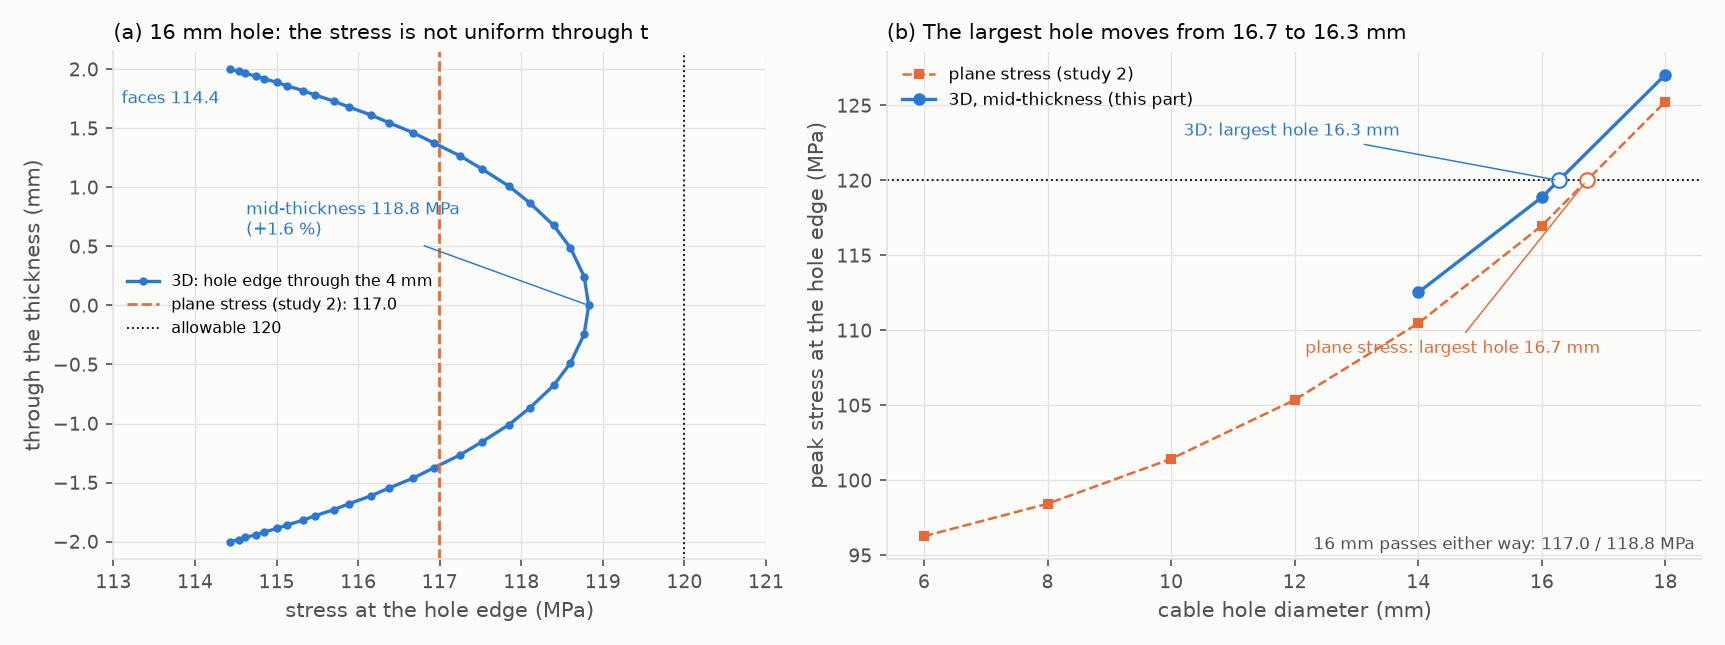 (a) 16 mm hole: the stress is not uniform through t
2.0
1.5
1.0
0.5
0.0
−0.5
−1.0
−1.5
−2.0
through the thickness (mm)
faces 114.4
mid-thickness 118.8 MPa
(+1.6 %)
3D: hole edge through the 4 mm
plane stress (study 2): 117.0
allowable 120
113 114 115 116 117 118 119 120 121
stress at the hole edge (MPa)
(b) The largest hole moves from 16.7 to 16.3 mm
plane stress (study 2)
3D, mid-thickness (this part)
3D: largest hole 16.3 mm
plane stress: largest hole 16.7 mm
16 mm passes either way: 117.0 / 118.8 MPa
125
120
115
110
105
100
95
peak stress at the hole edge (MPa)
6 8 10 12 14 16 18
cable hole diameter (mm)